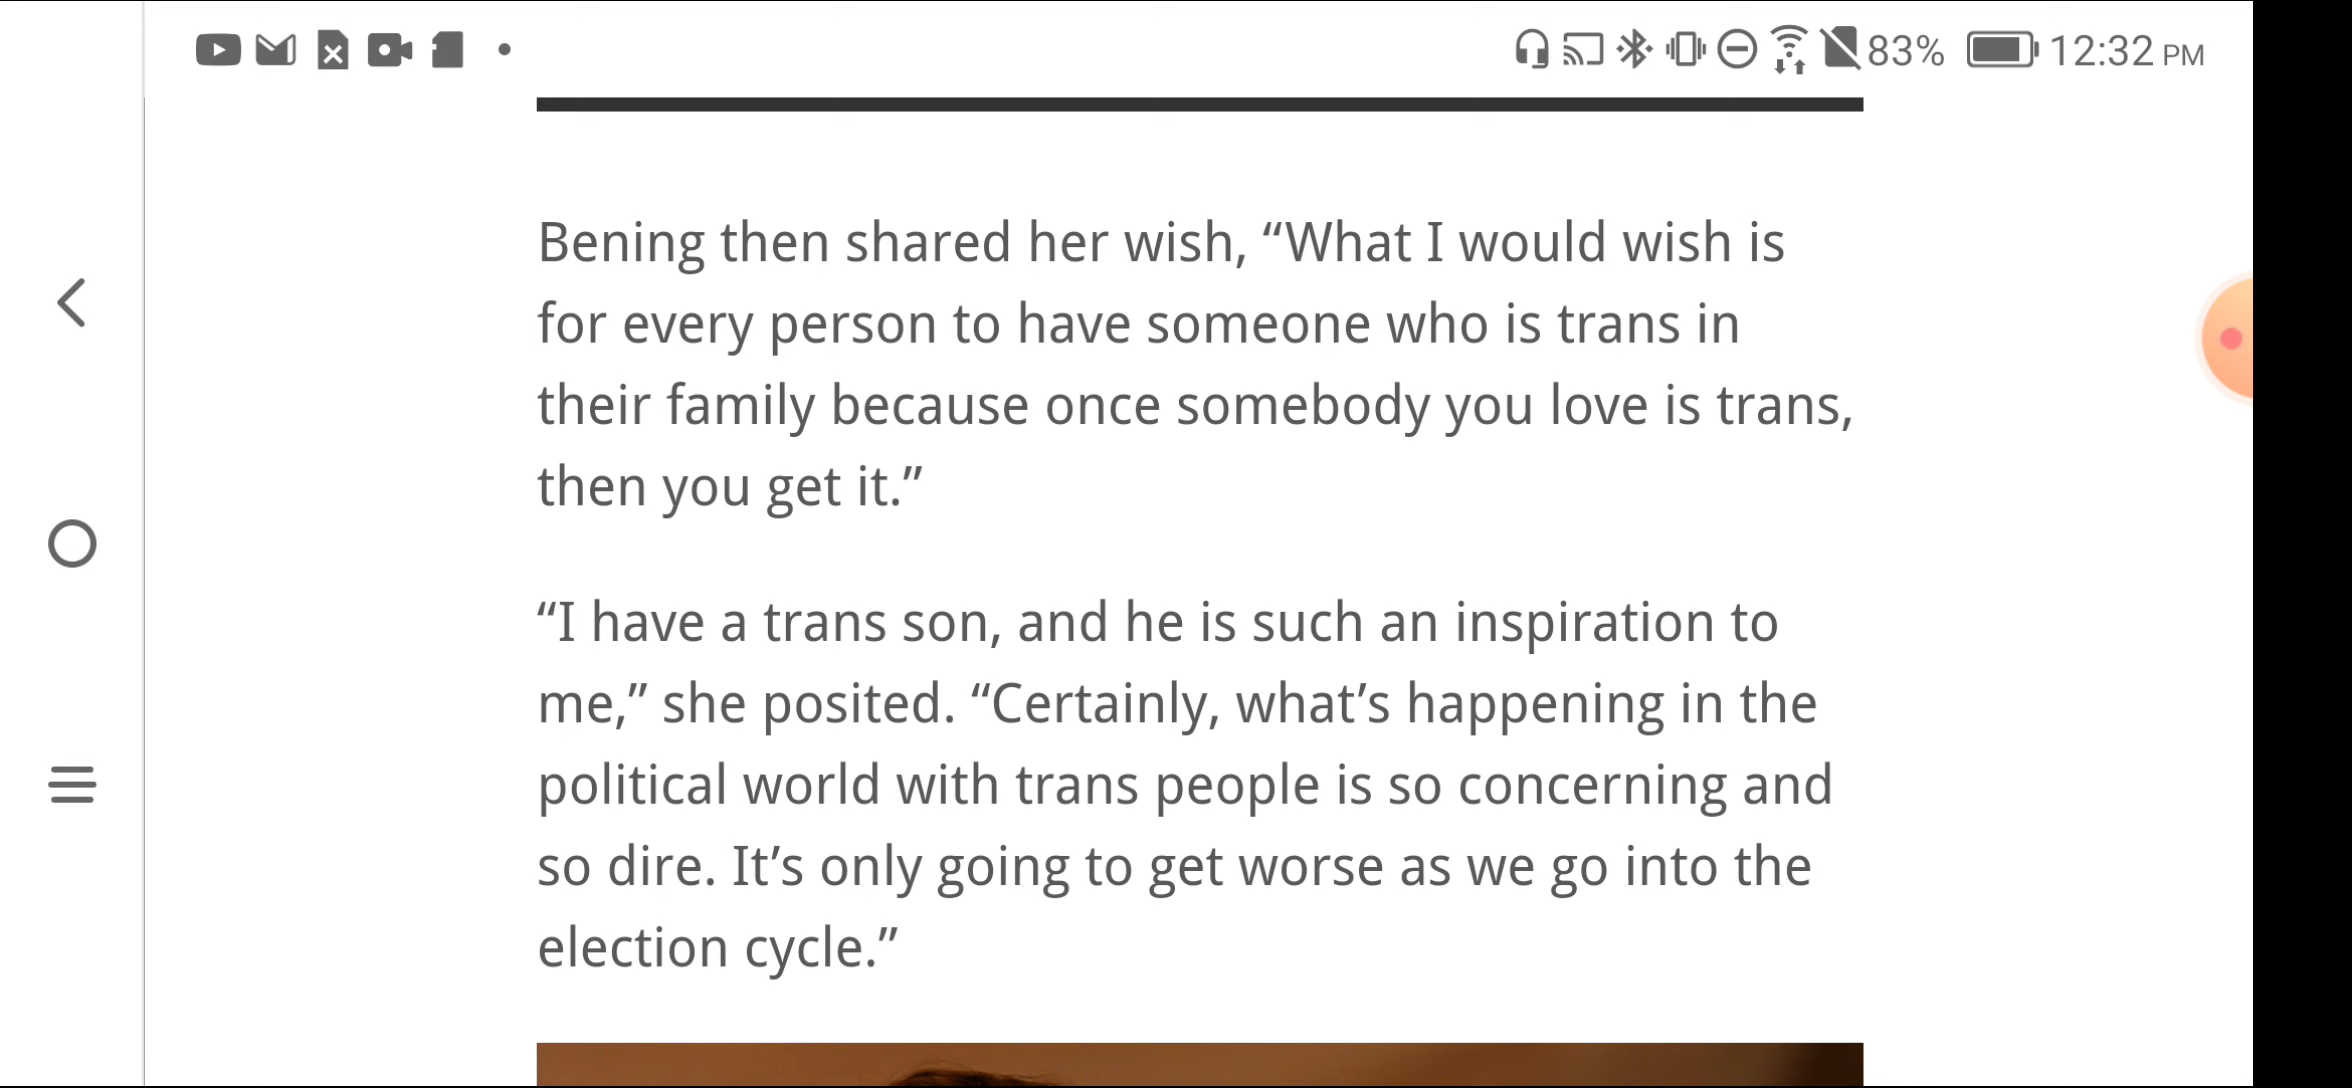 83% 12:32 PM
Bening then shared her wish, “What I would wish is
for every person to have someone who is trans in
their family because once somebody you love is trans,
then you get it.”
“I have a trans son, and he is such an inspiration to
me,” she posited. “Certainly, what’s happening in the
political world with trans people is so concerning and
so dire. It’s only going to get worse as we go into the
election cycle.”